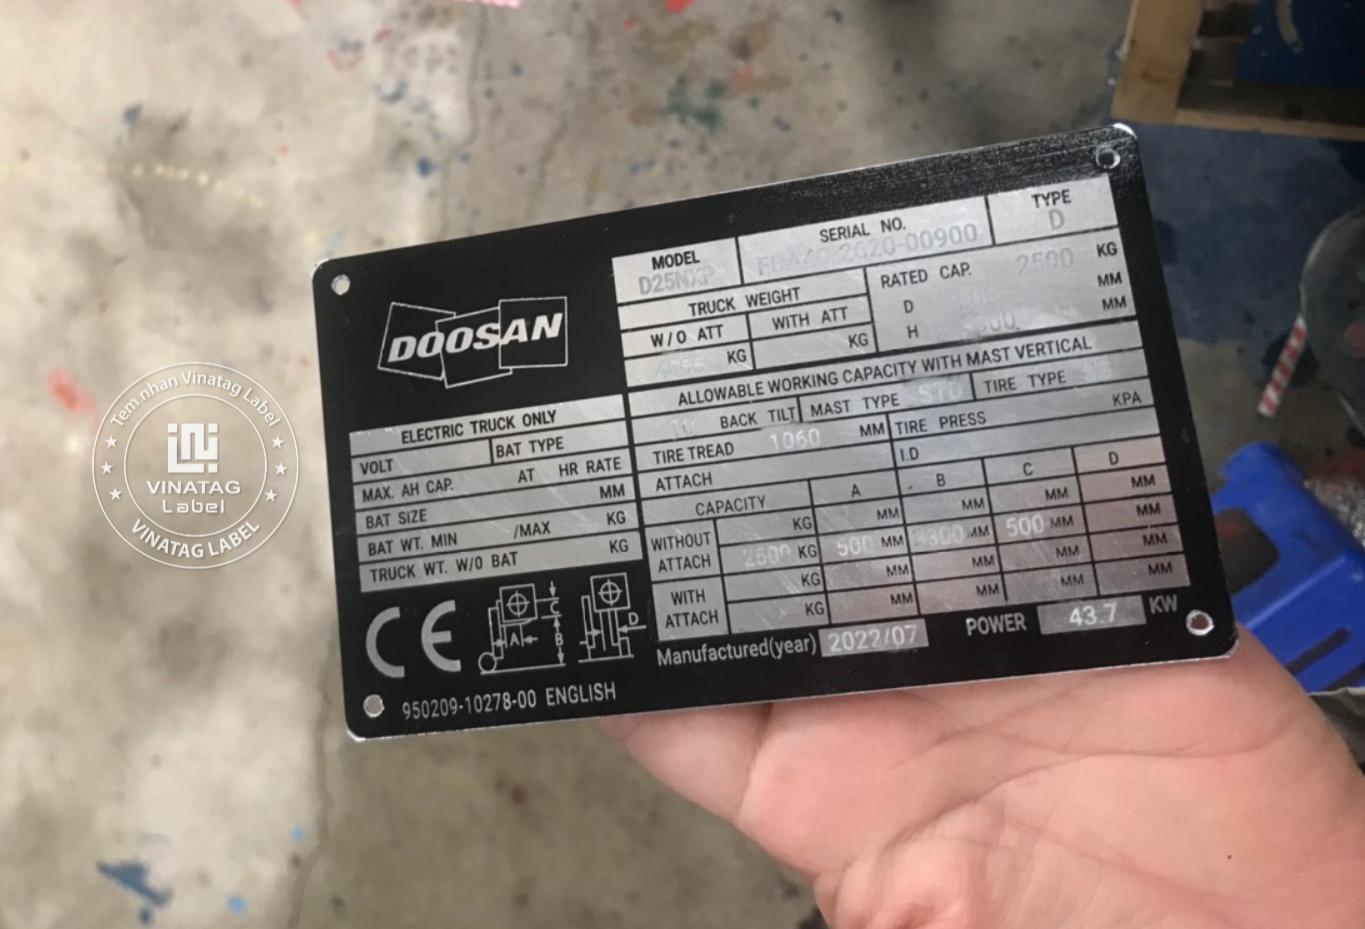 DOOSAN
MODEL SERIAL NO. TYPE
D25NXP 2620-00900 D
TRUCK WEIGHT
W/O ATT WITH ATT
KG KG
RATED CAP. 2500 KG
D MM
H MM
ALLOWABLE WORKING CAPACITY WITH MAST VERTICAL
10 BACK TILT MAST TYPE STD TIRE TYPE
TIRE TREAD 1060 MM TIRE PRESS KPA
ATTACH I.D
CAPACITY A B C D
WITHOUT ATTACH KG MM MM MM MM
2500 KG 500 MM 3300 MM 500 MM MM
WITH ATTACH KG MM MM MM MM
KG MM MM MM MM
Manufactured(year) 2022/07 POWER 43.7 KW
ELECTRIC TRUCK ONLY
VOLT BAT TYPE
MAX. AH CAP. AT HR RATE
BAT SIZE MM
BAT WT. MIN /MAX KG
TRUCK WT. W/O BAT KG
CE
A C B D
950209-10278-00 ENGLISH
Tem nhan Vinatag Label
VINATAG
Label
VINATAG LABEL